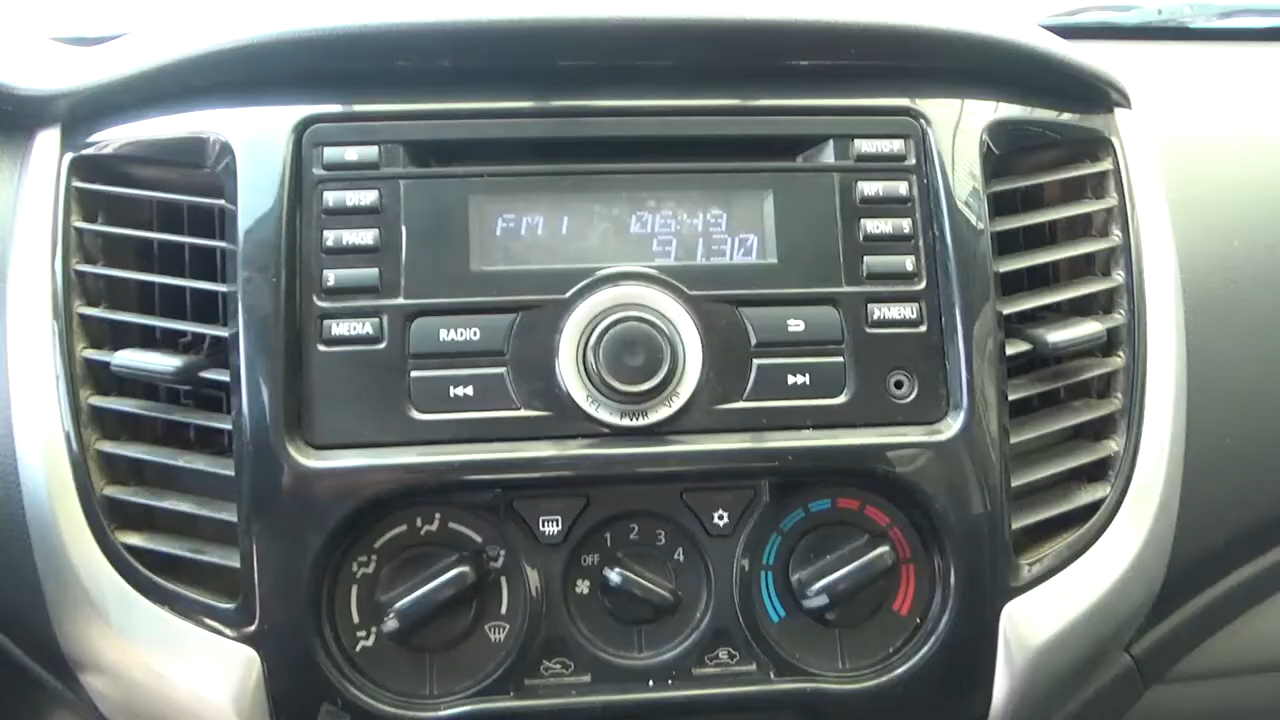 AUTO-P
1 DISP
RPT 4
FM1 06:49
2 PAGE
RDM 5
91.30
3
6
MEDIA
RADIO
♪/MENU
SEL · PWR · VOL
OFF 1 2 3 4